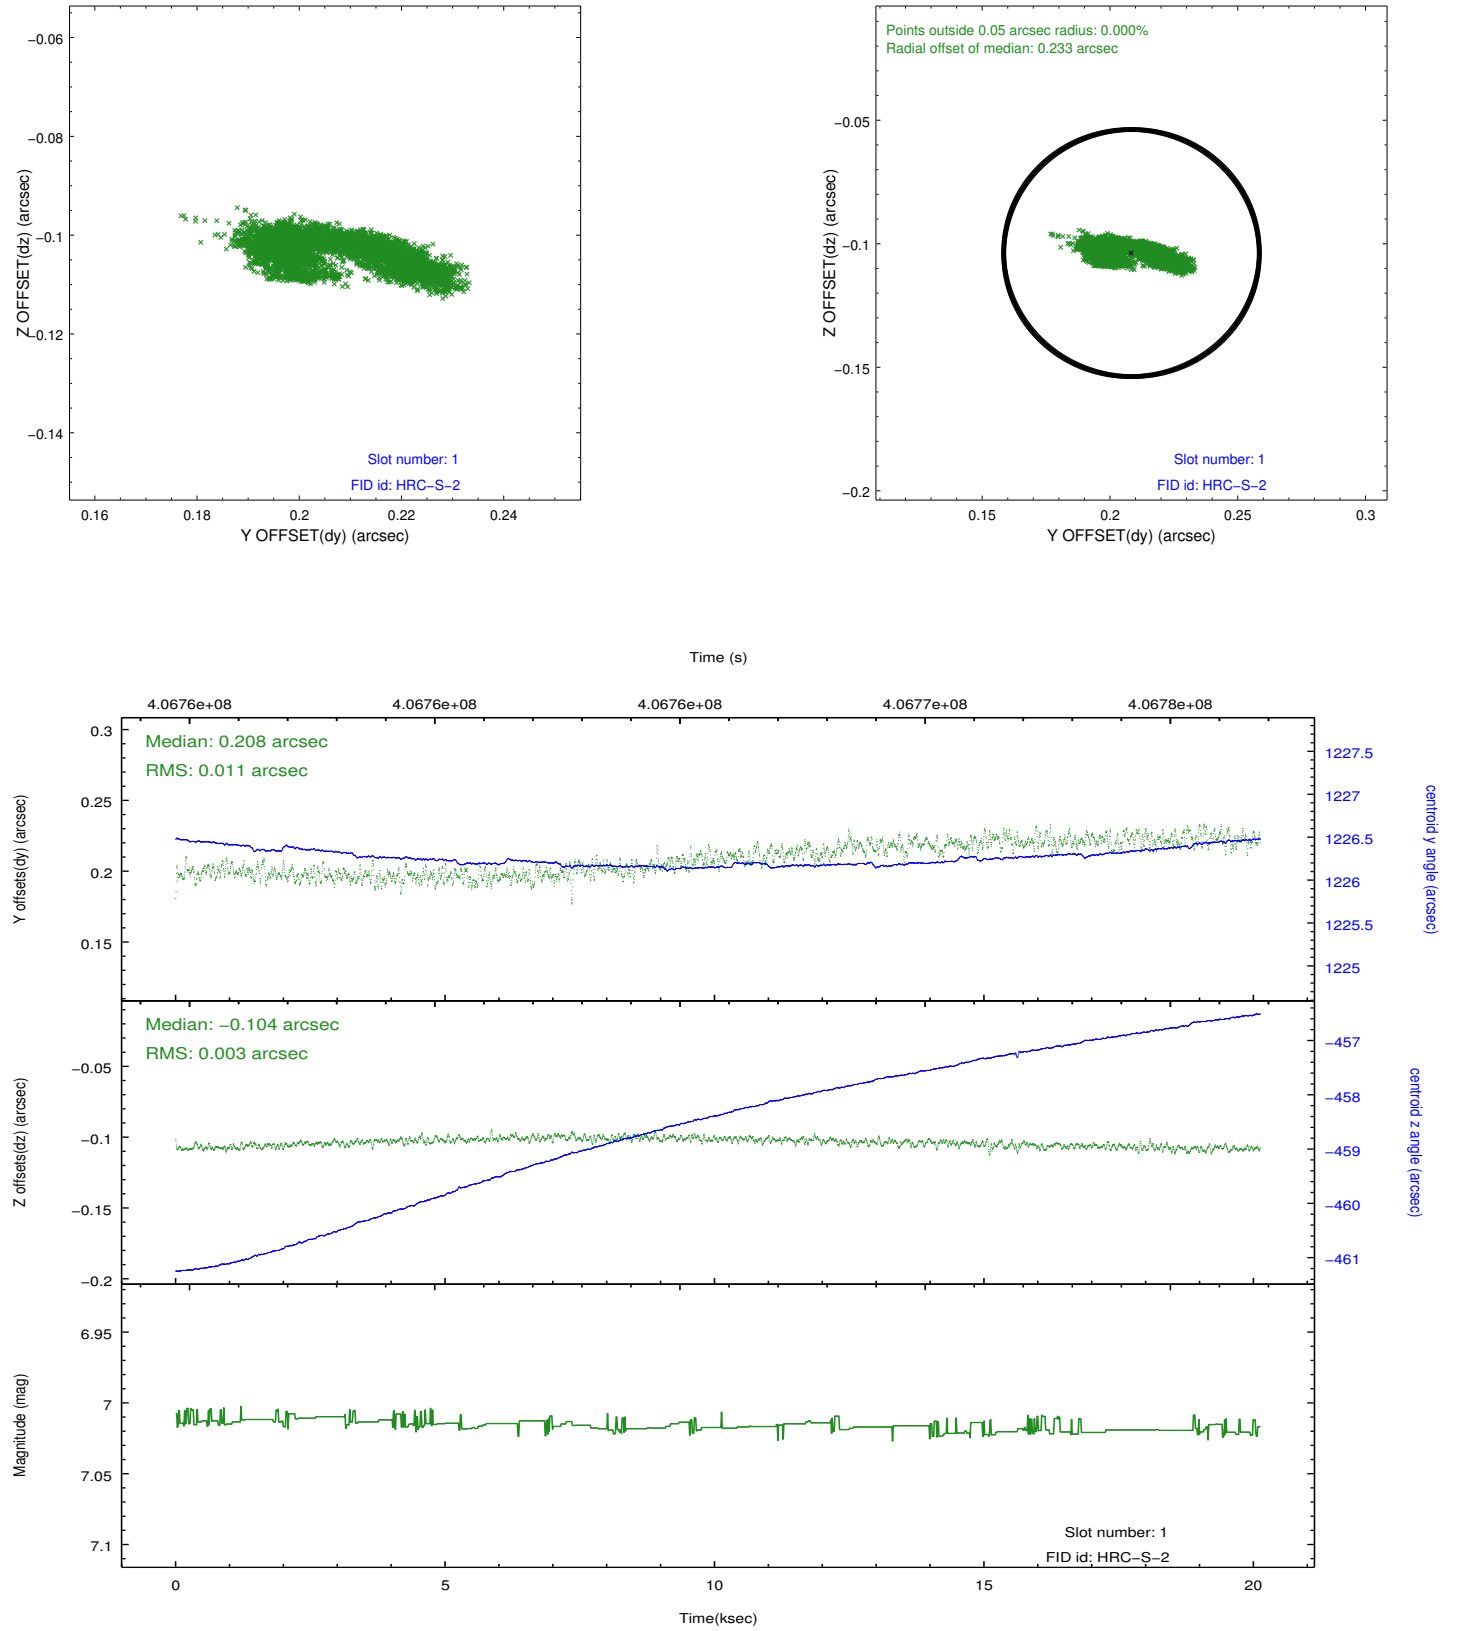 −0.06
−0.08
−0.1
−0.12
−0.14
Z OFFSET(dz) (arcsec)
Slot number: 1
FID id: HRC−S−2
0.16 0.18 0.2 0.22 0.24
Y OFFSET(dy) (arcsec)
Points outside 0.05 arcsec radius: 0.000%
Radial offset of median: 0.233 arcsec
−0.05
−0.1
−0.15
−0.2
Z OFFSET(dz) (arcsec)
Slot number: 1
FID id: HRC−S−2
0.15 0.2 0.25 0.3
Y OFFSET(dy) (arcsec)
Time (s)
4.0676e+08 4.0676e+08 4.0676e+08 4.0677e+08 4.0678e+08
Median: 0.208 arcsec
RMS: 0.011 arcsec
0.3
0.25
0.2
0.15
Y offsets(dy) (arcsec)
1227.5
1227
1226.5
1226
1225.5
1225
centroid y angle (arcsec)
Median: −0.104 arcsec
RMS: 0.003 arcsec
−0.05
−0.1
−0.15
−0.2
Z offsets(dz) (arcsec)
−457
−458
−459
−460
−461
centroid z angle (arcsec)
6.95
7
7.05
7.1
Magnitude (mag)
Slot number: 1
FID id: HRC−S−2
0 5 10 15 20
Time(ksec)